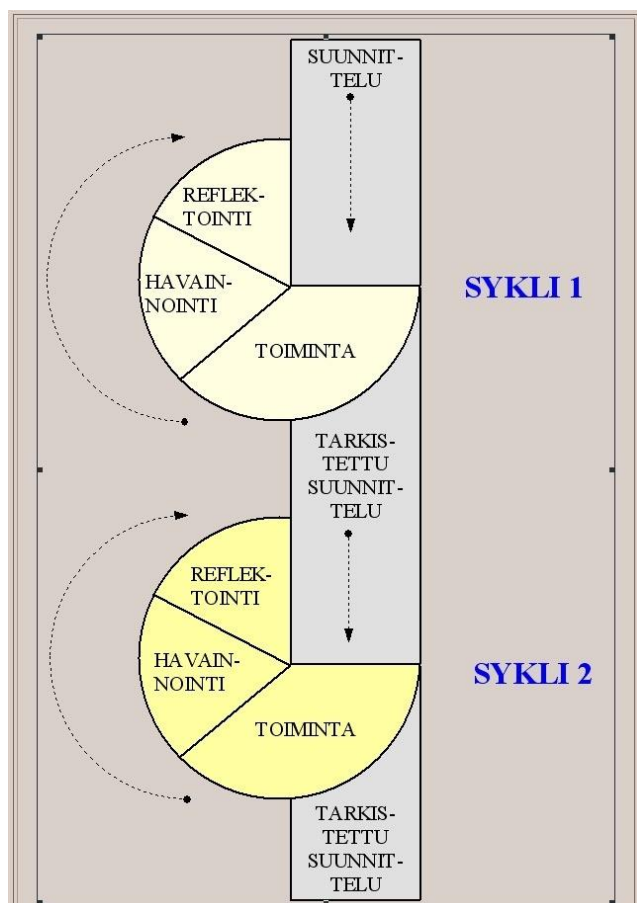 SUUNNIT-
TELU
REFLEK-
TOINTI
HAVAIN-
NOINTI
TOIMINTA
SYKLI 1
TARKIS-
TETTU
SUUNNIT-
TELU
REFLEK-
TOINTI
HAVAIN-
NOINTI
TOIMINTA
SYKLI 2
TARKIS-
TETTU
SUUNNIT-
TELU